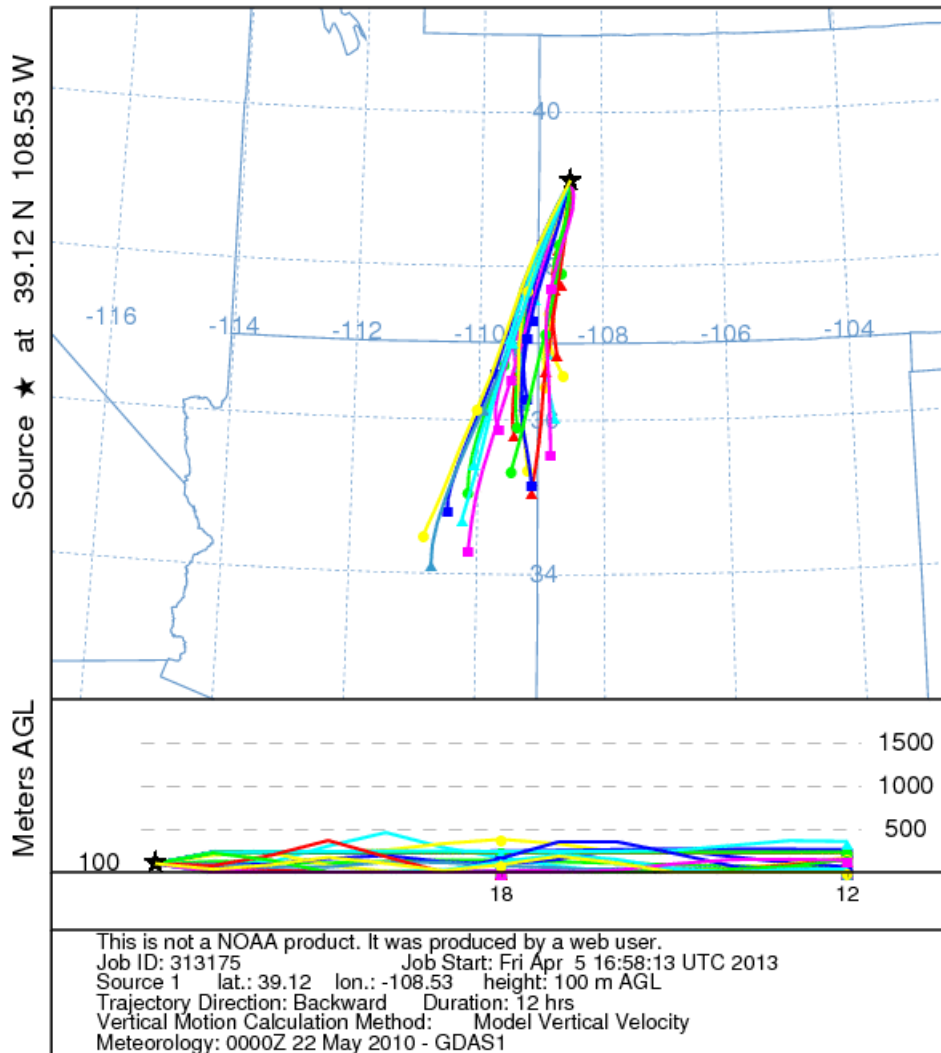 Source ★ at 39.12 N 108.53 W
40
-116
-114
-112
-110
-108
-106
-104
34
Meters AGL
1500
1000
500
100
18
12
This is not a NOAA product. It was produced by a web user.
Job ID: 313175 Job Start: Fri Apr 5 16:58:13 UTC 2013
Source 1 lat.: 39.12 lon.: -108.53 height: 100 m AGL
Trajectory Direction: Backward Duration: 12 hrs
Vertical Motion Calculation Method: Model Vertical Velocity
Meteorology: 0000Z 22 May 2010 - GDAS1